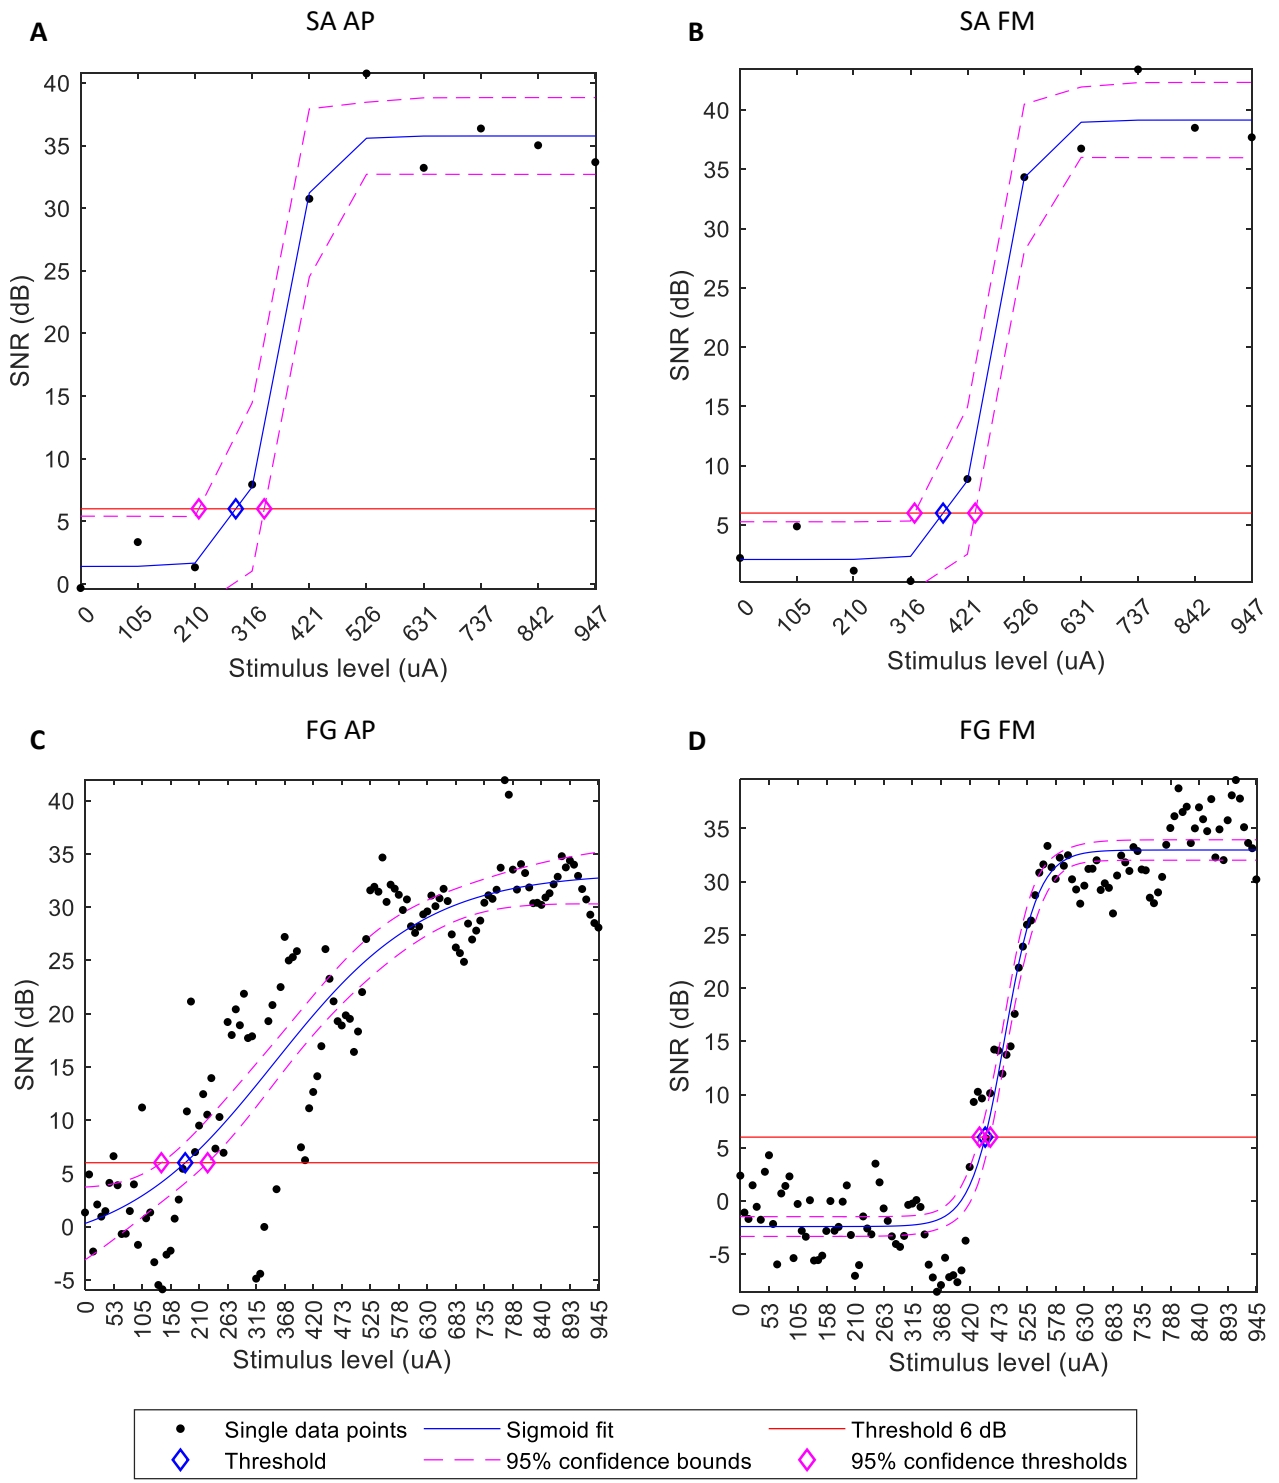 A
SA AP
40
35
30
25
20
15
10
5
0
SNR (dB)
0 105 210 316 421 526 631 737 842 947
Stimulus level (uA)
B
SA FM
40
35
30
25
20
15
10
5
SNR (dB)
0 105 210 316 421 526 631 737 842 947
Stimulus level (uA)
C
FG AP
40
35
30
25
20
15
10
5
0
-5
SNR (dB)
0 53 105 158 210 263 315 368 420 473 525 578 630 683 735 788 840 893 945
Stimulus level (uA)
D
FG FM
35
30
25
20
15
10
5
0
-5
SNR (dB)
0 53 105 158 210 263 315 368 420 473 525 578 630 683 735 788 840 893 945
Stimulus level (uA)
Single data points Sigmoid fit Threshold 6 dB
Threshold 95% confidence bounds 95% confidence thresholds